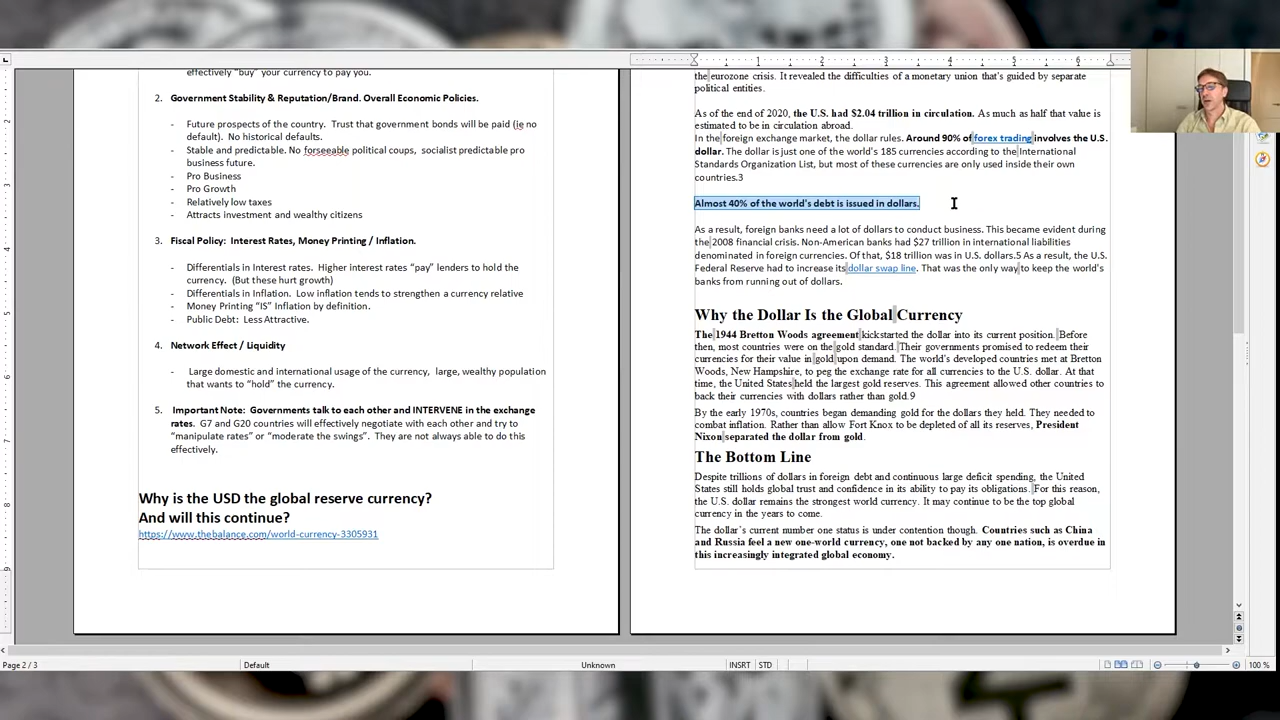 effectively “buy” your currency to pay you.
2. Government Stability & Reputation/Brand. Overall Economic Policies.
- Future prospects of the country. Trust that government bonds will be paid (ie no
default). No historical defaults.
- Stable and predictable. No forseeable political coups, socialist predictable pro
business future.
- Pro Business
- Pro Growth
- Relatively low taxes
- Attracts investment and wealthy citizens
3. Fiscal Policy: Interest Rates, Money Printing / Inflation.
- Differentials in Interest rates. Higher interest rates “pay” lenders to hold the
currency. (But these hurt growth)
- Differentials in Inflation. Low inflation tends to strengthen a currency relative
- Money Printing “IS” Inflation by definition.
- Public Debt: Less Attractive.
4. Network Effect / Liquidity
- Large domestic and international usage of the currency, large, wealthy population
that wants to “hold” the currency.
5. Important Note: Governments talk to each other and INTERVENE in the exchange
rates. G7 and G20 countries will effectively negotiate with each other and try to
“manipulate rates” or “moderate the swings”. They are not always able to do this
effectively.
Why is the USD the global reserve currency?
And will this continue?
https://www.thebalance.com/world-currency-3305931
the eurozone crisis. It revealed the difficulties of a monetary union that's guided by separate
political entities.
As of the end of 2020, the U.S. had $2.04 trillion in circulation. As much as half that value is
estimated to be in circulation abroad.
In the foreign exchange market, the dollar rules. Around 90% of forex trading involves the U.S.
dollar. The dollar is just one of the world's 185 currencies according to the International
Standards Organization List, but most of these currencies are only used inside their own
countries.3
Almost 40% of the world's debt is issued in dollars.
As a result, foreign banks need a lot of dollars to conduct business. This became evident during
the 2008 financial crisis. Non-American banks had $27 trillion in international liabilities
denominated in foreign currencies. Of that, $18 trillion was in U.S. dollars.5 As a result, the U.S.
Federal Reserve had to increase its dollar swap line. That was the only way to keep the world's
banks from running out of dollars.
Why the Dollar Is the Global Currency
The 1944 Bretton Woods agreement kickstarted the dollar into its current position. Before
then, most countries were on the gold standard. Their governments promised to redeem their
currencies for their value in gold upon demand. The world's developed countries met at Bretton
Woods, New Hampshire, to peg the exchange rate for all currencies to the U.S. dollar. At that
time, the United States held the largest gold reserves. This agreement allowed other countries to
back their currencies with dollars rather than gold.9
By the early 1970s, countries began demanding gold for the dollars they held. They needed to
combat inflation. Rather than allow Fort Knox to be depleted of all its reserves, President
Nixon separated the dollar from gold.
The Bottom Line
Despite trillions of dollars in foreign debt and continuous large deficit spending, the United
States still holds global trust and confidence in its ability to pay its obligations. For this reason,
the U.S. dollar remains the strongest world currency. It may continue to be the top global
currency in the years to come.
The dollar's current number one status is under contention though. Countries such as China
and Russia feel a new one-world currency, one not backed by any one nation, is overdue in
this increasingly integrated global economy.
Page 2 / 3 Default Unknown INSRT STD 100 %